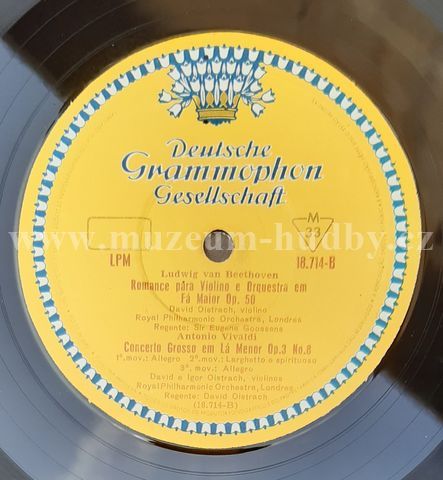 Deutsche
Grammophon
Gesellschaft
www.muzeum-hudby.cz
M
33
LPM
18.714-B
Ludwig van Beethoven
Romance pâra Violino e Orquestra em
Fá Maior Op. 50
David Oistrach, violino
Royal Philharmonic Orchestra, Londres
Regente: Sir Eugene Goossens
Antonio Vivaldi
Concerto Grosso em Lá Menor Op.3 No.8
1º.mov.: Allegro 2º.mov.: Larghetto e spirituoso
3º. mov.: Allegro
David e Igor Oistrach, violinos
Royal Philharmonic Orchestra, Londres
Regente: David Oistrach
(18.714-B)